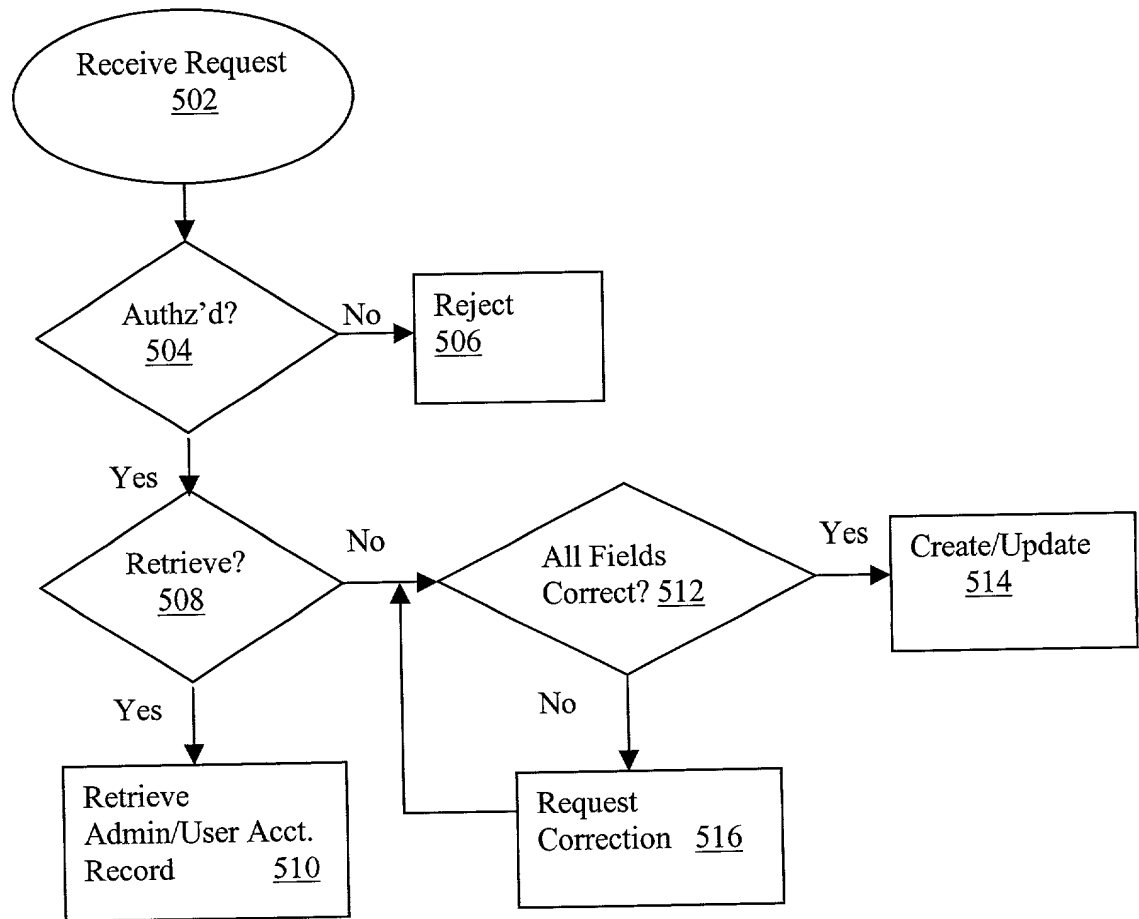 Receive Request
502
Authz'd?
504
No
Reject
506
Yes
Retrieve?
508
No
All Fields
Correct? 512
Yes
Create/Update
514
Yes
No
Retrieve
Admin/User Acct.
Record 510
Request
Correction 516